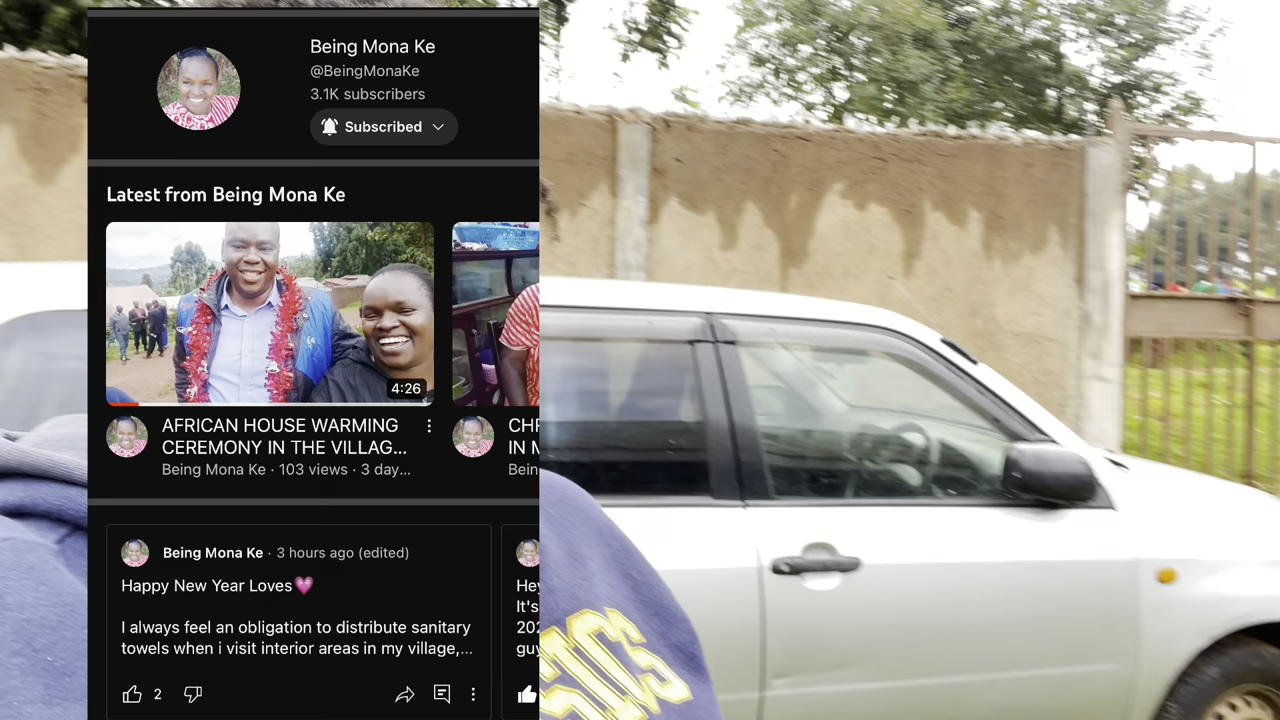 Being Mona Ke
@BeingMonaKe
3.1K subscribers
Subscribed
Latest from Being Mona Ke
4:26
AFRICAN HOUSE WARMING
CEREMONY IN THE VILLAG...
Being Mona Ke · 103 views · 3 day...
Being Mona Ke · 3 hours ago (edited)
Happy New Year Loves💗
I always feel an obligation to distribute sanitary
towels when i visit interior areas in my village,...
2